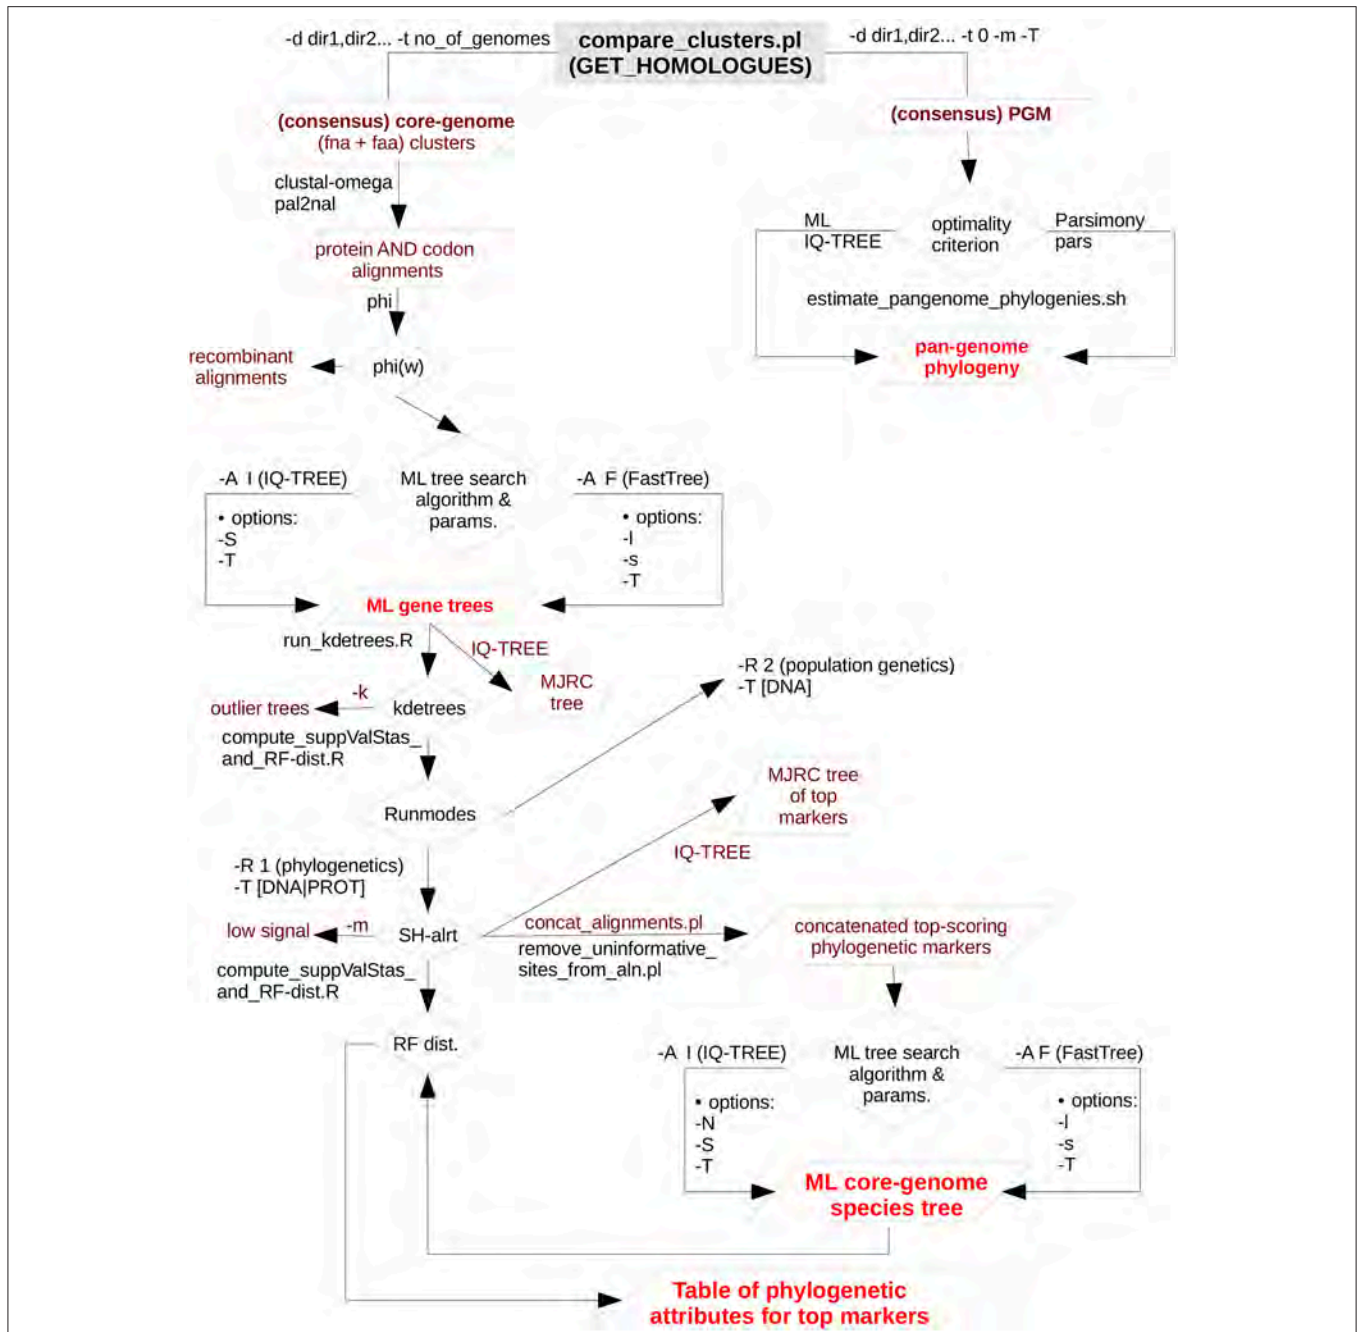 -d dir1,dir2... -t no_of_genomes
compare_clusters.pl
(GET_HOMOLOGUES)
-d dir1,dir2... -t 0 -m -T
(consensus) core-genome
(fna + faa) clusters
(consensus) PGM
clustal-omega
pal2nal
ML
IQ-TREE
optimality
criterion
Parsimony
pars
protein AND codon
alignments
phi
estimate_pangenome_phylogenies.sh
recombinant
alignments
phi(w)
pan-genome
phylogeny
-A I (IQ-TREE)
• options:
-S
-T
ML tree search
algorithm &
params.
-A F (FastTree)
• options:
-l
-s
-T
ML gene trees
run_kdetrees.R
IQ-TREE
MJRC
tree
-R 2 (population genetics)
-T [DNA]
outlier trees
-k
kdetrees
compute_suppValStas_
and_RF-dist.R
Runmodes
MJRC tree
of top
markers
IQ-TREE
-R 1 (phylogenetics)
-T [DNA|PROT]
low signal
-m
SH-alrt
concat_alignments.pl
remove_uninformative_
sites_from_aln.pl
concatenated top-scoring
phylogenetic markers
compute_suppValStas_
and_RF-dist.R
RF dist.
-A I (IQ-TREE)
• options:
-N
-S
-T
ML tree search
algorithm &
params.
-A F (FastTree)
• options:
-l
-s
-T
ML core-genome
species tree
Table of phylogenetic
attributes for top markers